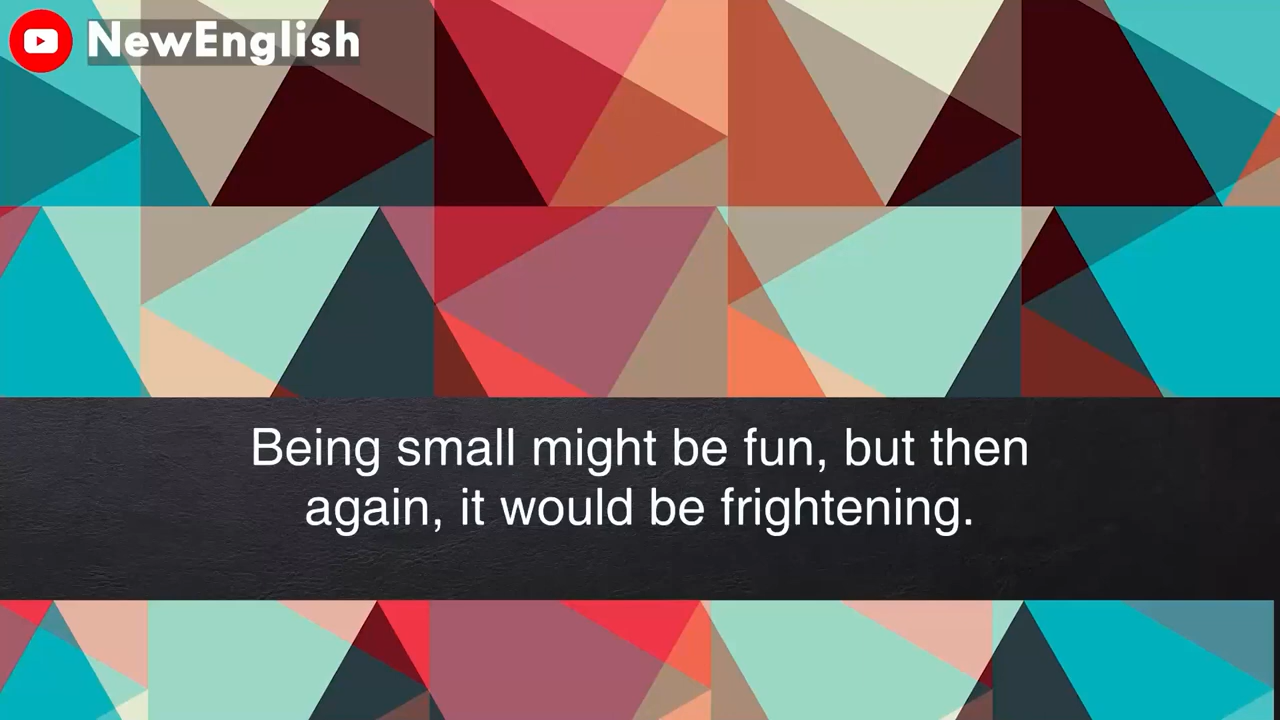 NewEnglish
Being small might be fun, but then
again, it would be frightening.